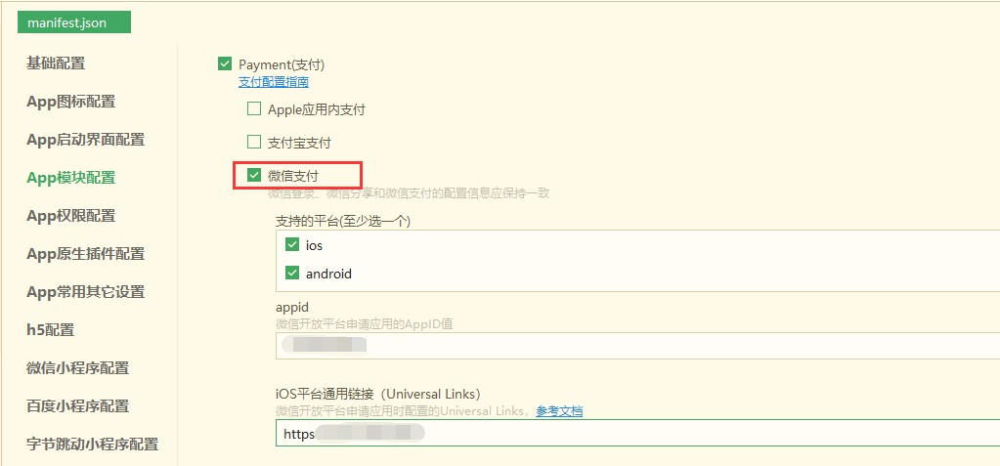 manifest.json
基础配置
App图标配置
App启动界面配置
App模块配置
App权限配置
App原生插件配置
App常用其它设置
h5配置
微信小程序配置
百度小程序配置
字节跳动小程序配置
Payment(支付)
支付配置指南
Apple应用内支付
支付宝支付
微信支付
微信登录、微信分享和微信支付的配置信息应保持一致
支持的平台(至少选一个)
ios
android
appid
微信开放平台申请应用的AppID值
iOS平台通用链接（Universal Links）
微信开放平台申请应用时配置的Universal Links，参考文档
https